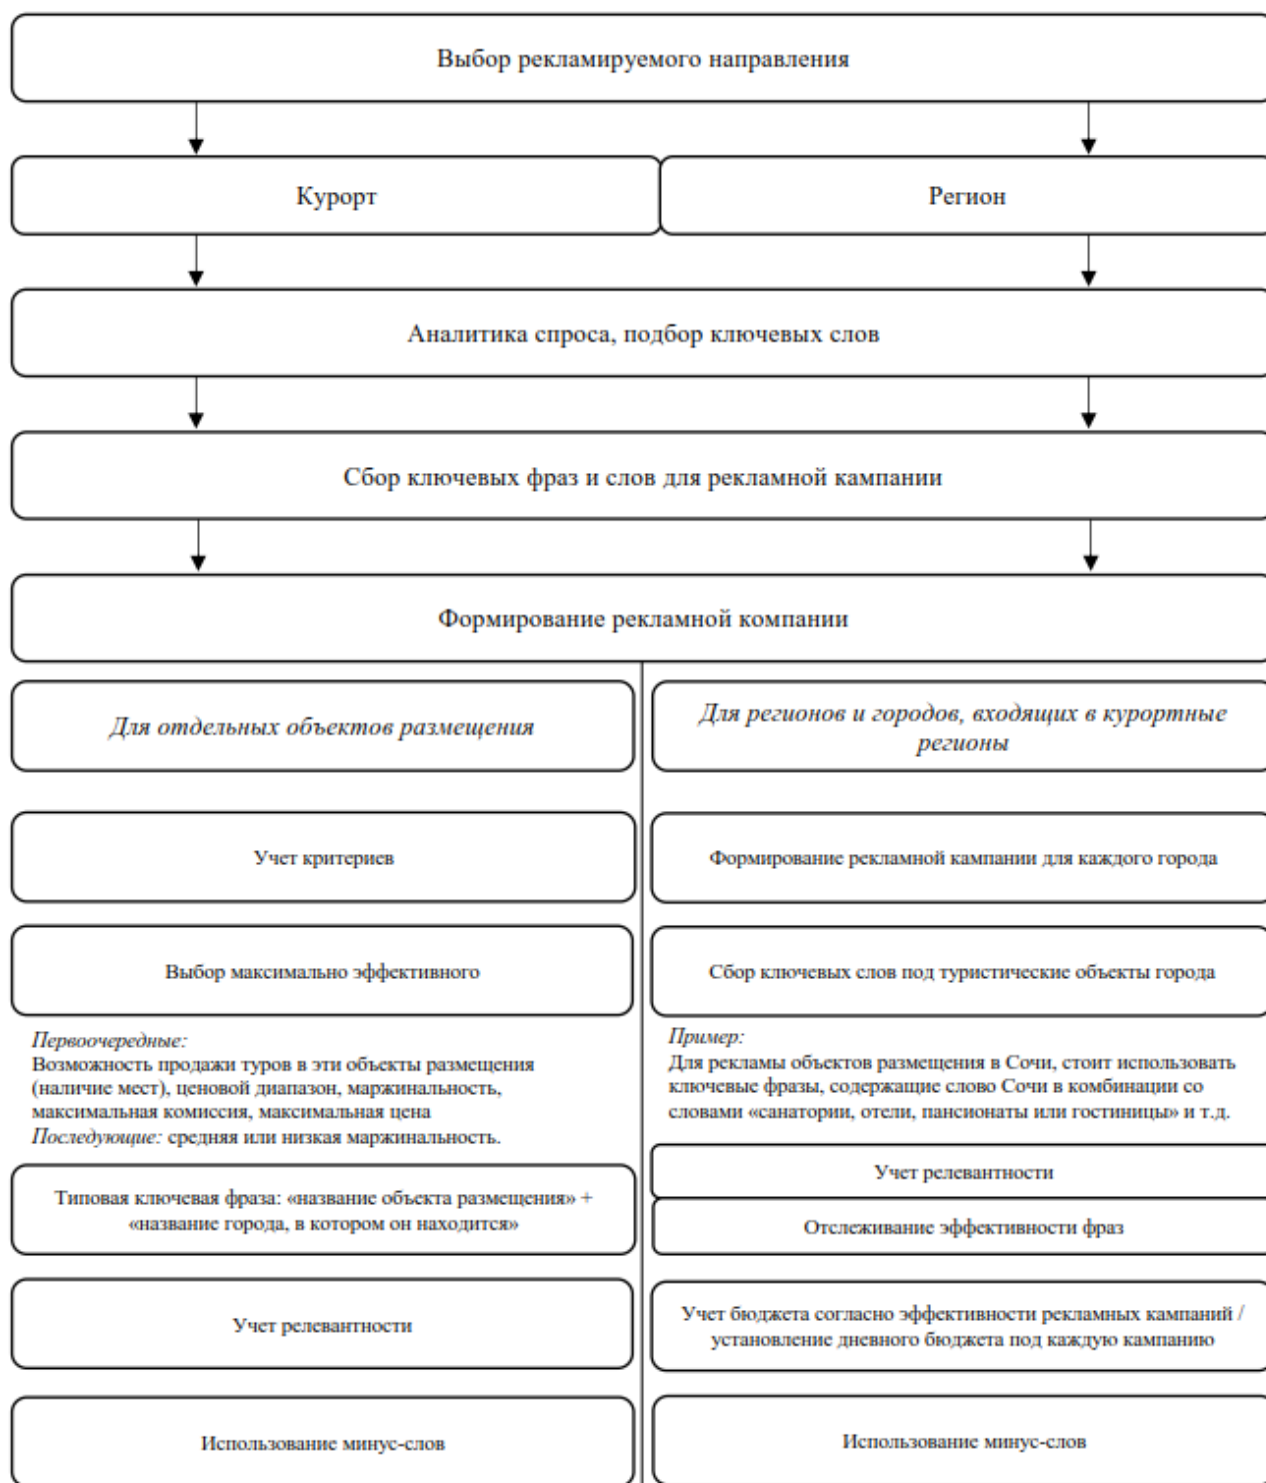 Выбор рекламируемого направления
Курорт
Регион
Аналитика спроса, подбор ключевых слов
Сбор ключевых фраз и слов для рекламной кампании
Формирование рекламной компании
Для отдельных объектов размещения
Учет критериев
Выбор максимально эффективного
Первоочередные:
Возможность продажи туров в эти объекты размещения
(наличие мест), ценовой диапазон, маржинальность,
максимальная комиссия, максимальная цена
Последующие: средняя или низкая маржинальность.
Типовая ключевая фраза: «название объекта размещения» +
«название города, в котором он находится»
Учет релевантности
Использование минус-слов
Для регионов и городов, входящих в курортные
регионы
Формирование рекламной кампании для каждого города
Сбор ключевых слов под туристические объекты города
Пример:
Для рекламы объектов размещения в Сочи, стоит использовать
ключевые фразы, содержащие слово Сочи в комбинации со
словами «санатории, отели, пансионаты или гостиницы» и т.д.
Учет релевантности
Отслеживание эффективности фраз
Учет бюджета согласно эффективности рекламных кампаний /
установление дневного бюджета под каждую кампанию
Использование минус-слов